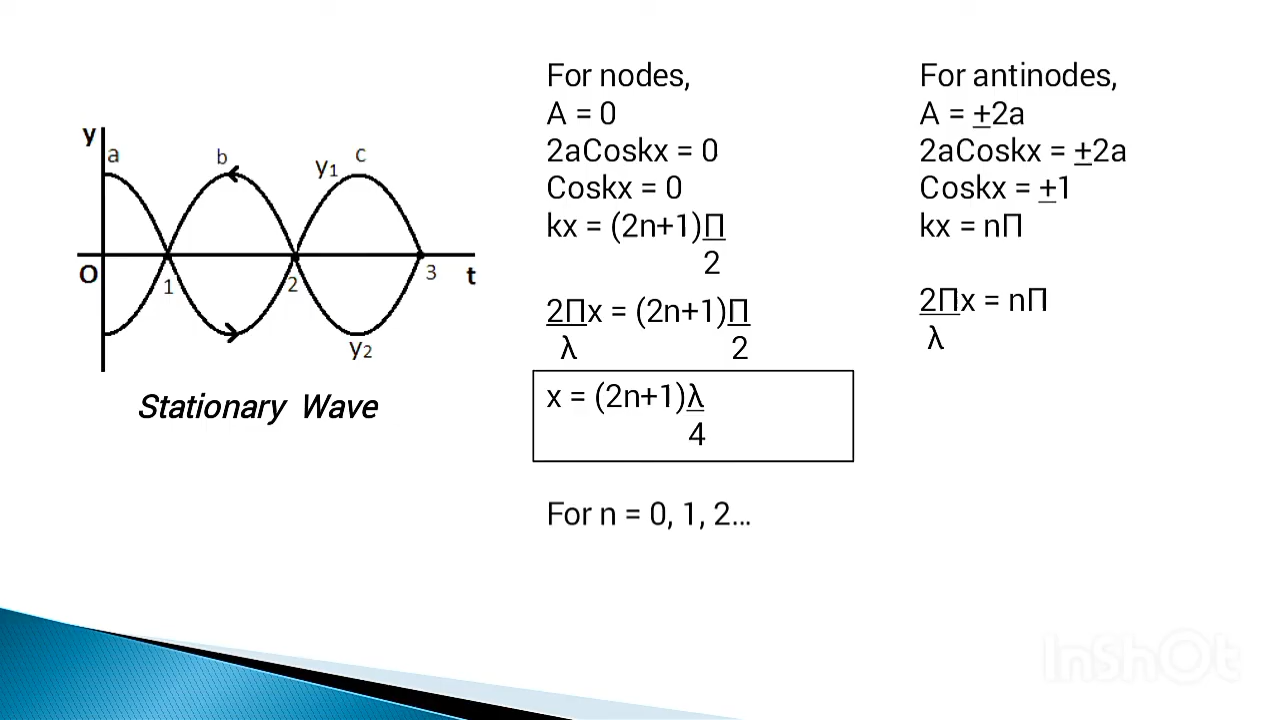 y
a
b
y1
c
O
1
2
3
t
y2
Stationary Wave
For nodes,
A = 0
2aCoskx = 0
Coskx = 0
kx = (2n+1)Π
2
2Πx = (2n+1)Π
λ 2
x = (2n+1)λ
4
For n = 0, 1, 2...
For antinodes,
A = ±2a
2aCoskx = ±2a
Coskx = ±1
kx = nΠ
2Πx = nΠ
λ
InShOt